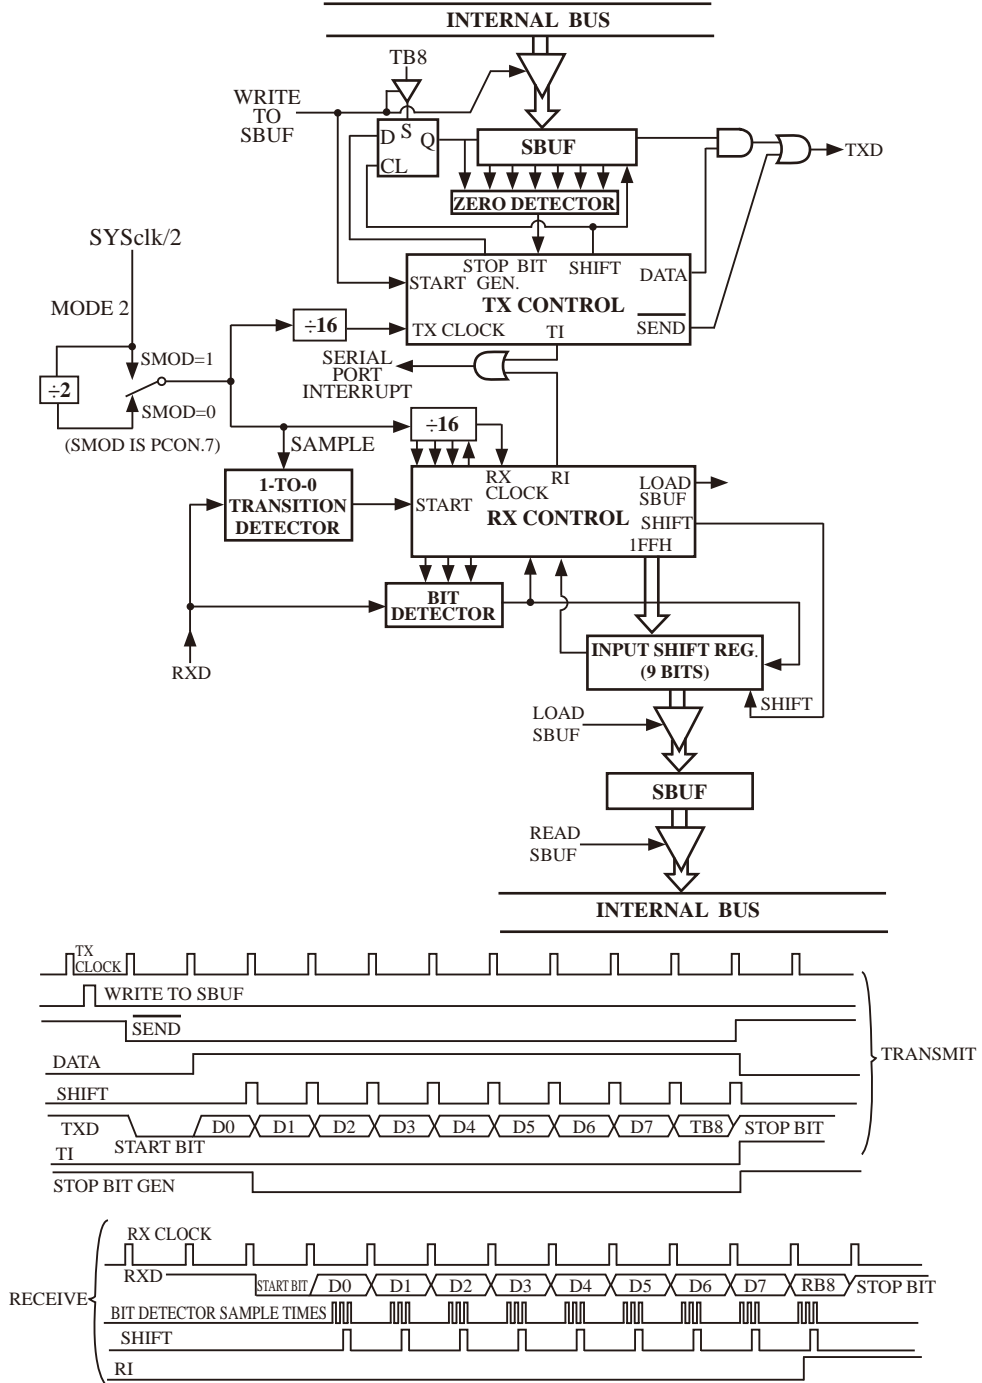 INTERNAL BUS
TB8
WRITE
TO
SBUF
D S Q
CL
SBUF
TXD
ZERO DETECTOR
SYSclk/2
STOP BIT
GEN.
SHIFT
DATA
START
TX CONTROL
MODE 2
÷16
TX CLOCK
TI
SEND
SMOD=1
÷2
SMOD=0
(SMOD IS PCON.7)
SERIAL
PORT
INTERRUPT
÷16
SAMPLE
1-TO-0
TRANSITION
DETECTOR
START
RX
CLOCK
RI
LOAD
SBUF
RX CONTROL
SHIFT
1FFH
BIT
DETECTOR
RXD
INPUT SHIFT REG.
(9 BITS)
SHIFT
LOAD
SBUF
SBUF
READ
SBUF
INTERNAL BUS
TX
CLOCK
WRITE TO SBUF
SEND
DATA
TRANSMIT
SHIFT
TXD
START BIT
D0 D1 D2 D3 D4 D5 D6 D7 TB8 STOP BIT
TI
STOP BIT GEN
RX CLOCK
RXD
START BIT D0 D1 D2 D3 D4 D5 D6 D7 RB8 STOP BIT
RECEIVE
BIT DETECTOR SAMPLE TIMES
SHIFT
RI